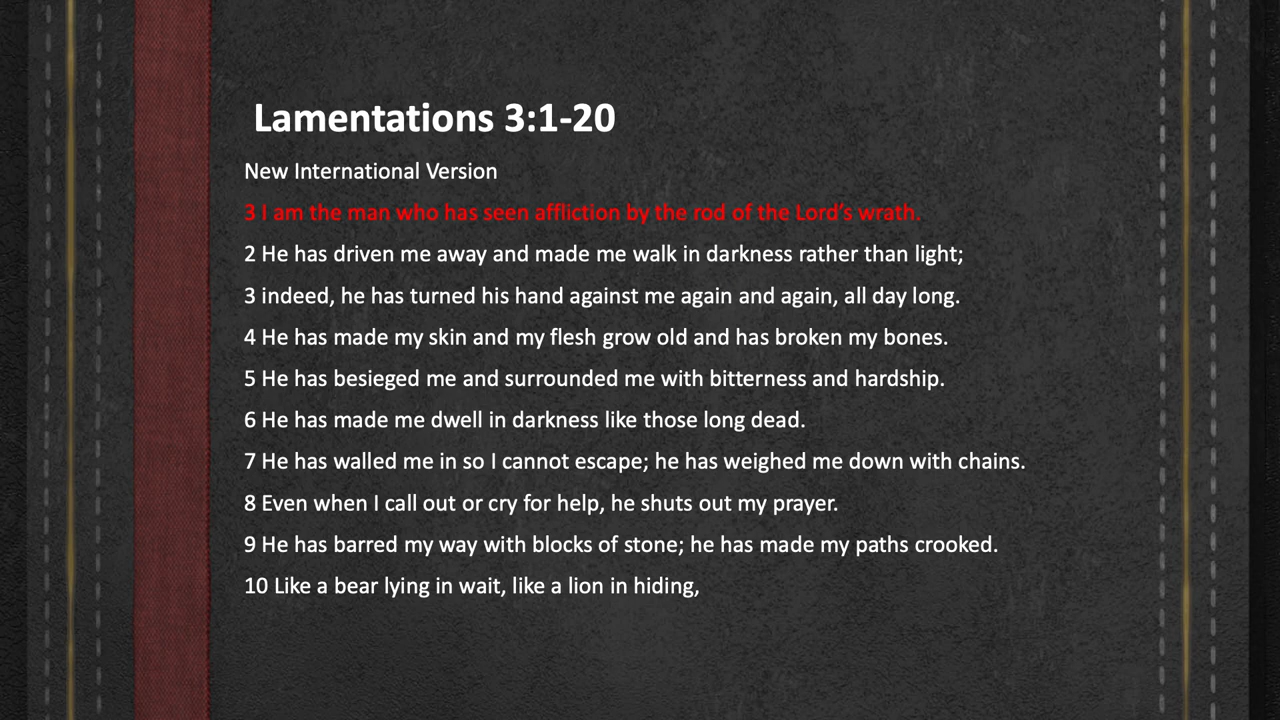 Lamentations 3:1-20
New International Version
3 I am the man who has seen affliction by the rod of the Lord’s wrath.
2 He has driven me away and made me walk in darkness rather than light;
3 indeed, he has turned his hand against me again and again, all day long.
4 He has made my skin and my flesh grow old and has broken my bones.
5 He has besieged me and surrounded me with bitterness and hardship.
6 He has made me dwell in darkness like those long dead.
7 He has walled me in so I cannot escape; he has weighed me down with chains.
8 Even when I call out or cry for help, he shuts out my prayer.
9 He has barred my way with blocks of stone; he has made my paths crooked.
10 Like a bear lying in wait, like a lion in hiding,